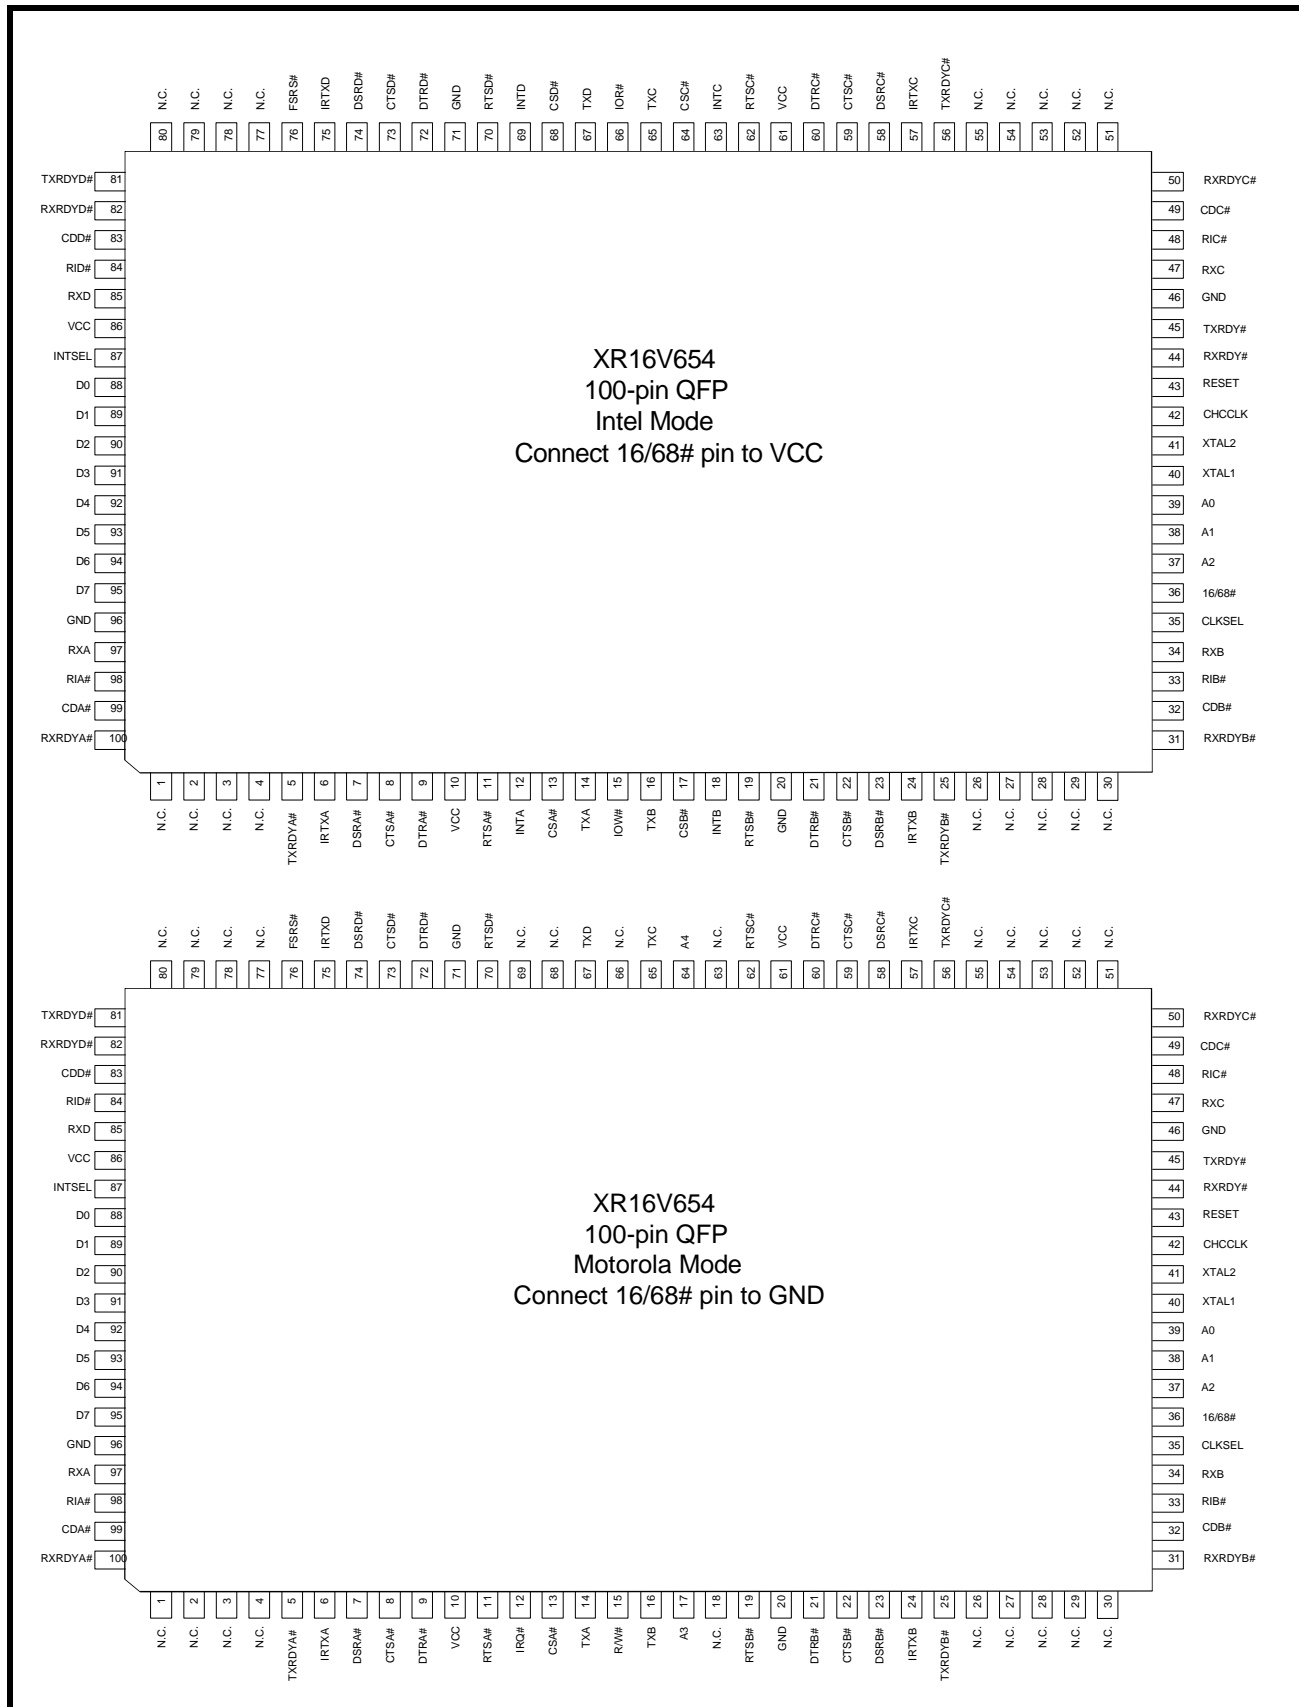 N.C. N.C. N.C. N.C. FSRS# IRTXD DSRD# CTSD# DTRD# GND RTSD# INTD CSD# TXD IOR# TXC CSC# INTC RTSC# VCC DTRC# CTSC# DSRC# IRTXC TXRDYC# N.C. N.C. N.C. N.C. N.C.
80 79 78 77 76 75 74 73 72 71 70 69 68 67 66 65 64 63 62 61 60 59 58 57 56 55 54 53 52 51
TXRDYD# 81 50 RXRDYC#
RXRDYD# 82 49 CDC#
CDD# 83 48 RIC#
RID# 84 47 RXC
RXD 85 46 GND
VCC 86 45 TXRDY#
INTSEL 87 44 RXRDY#
D0 88 43 RESET
D1 89 42 CHCCLK
D2 90 41 XTAL2
D3 91 40 XTAL1
D4 92 39 A0
D5 93 38 A1
D6 94 37 A2
D7 95 36 16/68#
GND 96 35 CLKSEL
RXA 97 34 RXB
RIA# 98 33 RIB#
CDA# 99 32 CDB#
RXRDYA# 100 31 RXRDYB#
XR16V654
100-pin QFP
Intel Mode
Connect 16/68# pin to VCC
1 2 3 4 5 6 7 8 9 10 11 12 13 14 15 16 17 18 19 20 21 22 23 24 25 26 27 28 29 30
N.C. N.C. N.C. N.C. TXRDYA# IRTXA DSRA# CTSA# DTRA# VCC RTSA# INTA CSA# TXA IOW# TXB CSB# INTB RTSB# GND DTRB# CTSB# DSRB# IRTXB TXRDYB# N.C. N.C. N.C. N.C. N.C.
N.C. N.C. N.C. N.C. FSRS# IRTXD DSRD# CTSD# DTRD# GND RTSD# N.C. N.C. TXD N.C. TXC A4 N.C. RTSC# VCC DTRC# CTSC# DSRC# IRTXC TXRDYC# N.C. N.C. N.C. N.C. N.C.
80 79 78 77 76 75 74 73 72 71 70 69 68 67 66 65 64 63 62 61 60 59 58 57 56 55 54 53 52 51
TXRDYD# 81 50 RXRDYC#
RXRDYD# 82 49 CDC#
CDD# 83 48 RIC#
RID# 84 47 RXC
RXD 85 46 GND
VCC 86 45 TXRDY#
INTSEL 87 44 RXRDY#
D0 88 43 RESET
D1 89 42 CHCCLK
D2 90 41 XTAL2
D3 91 40 XTAL1
D4 92 39 A0
D5 93 38 A1
D6 94 37 A2
D7 95 36 16/68#
GND 96 35 CLKSEL
RXA 97 34 RXB
RIA# 98 33 RIB#
CDA# 99 32 CDB#
RXRDYA# 100 31 RXRDYB#
XR16V654
100-pin QFP
Motorola Mode
Connect 16/68# pin to GND
1 2 3 4 5 6 7 8 9 10 11 12 13 14 15 16 17 18 19 20 21 22 23 24 25 26 27 28 29 30
N.C. N.C. N.C. N.C. TXRDYA# IRTXA DSRA# CTSA# DTRA# VCC RTSA# IRQ# CSA# TXA R/W# TXB A3 N.C. RTSB# GND DTRB# CTSB# DSRB# IRTXB TXRDYB# N.C. N.C. N.C. N.C. N.C.